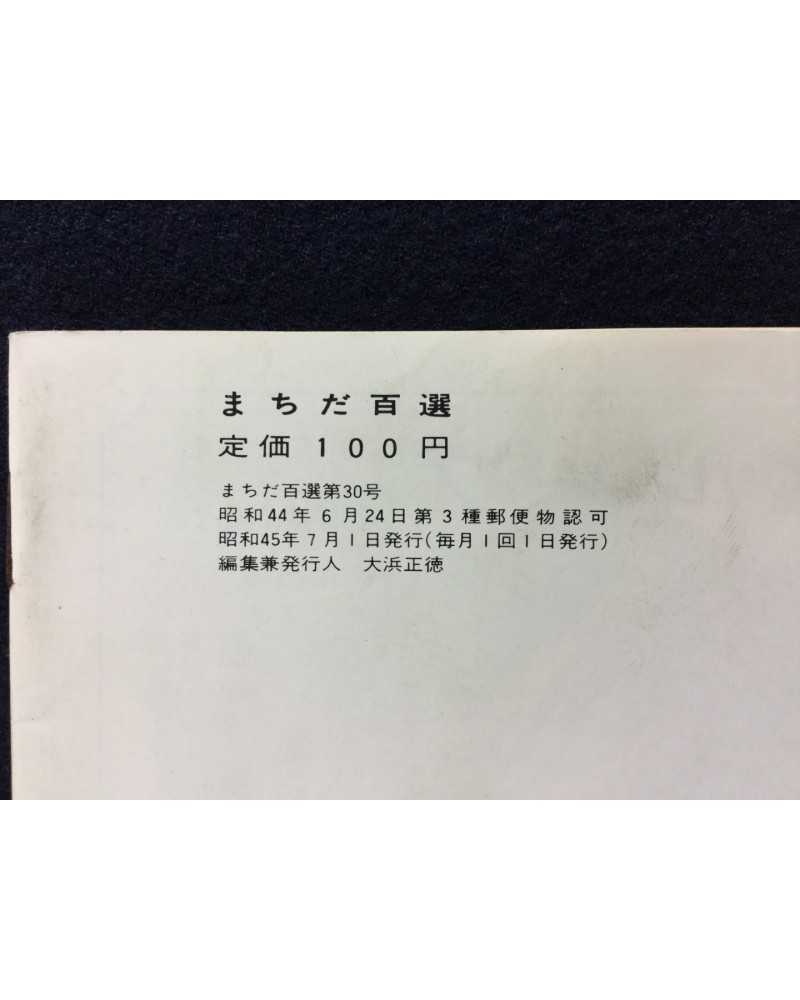 まちだ百選
定価 100円
まちだ百選第30号
昭和44年6月24日第3種郵便物認可
昭和45年7月1日発行(毎月1回1日発行)
編集兼発行人　大浜正徳